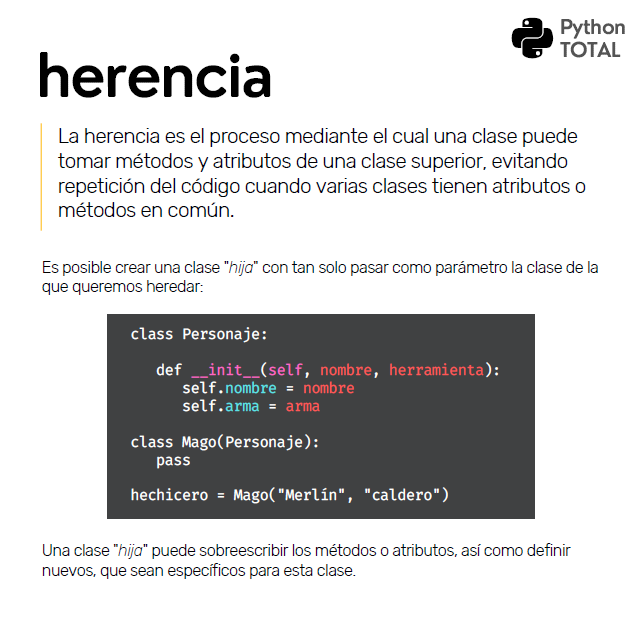 Python
TOTAL
herencia
La herencia es el proceso mediante el cual una clase puede
tomar métodos y atributos de una clase superior, evitando
repetición del código cuando varias clases tienen atributos o
métodos en común.
Es posible crear una clase "hija" con tan solo pasar como parámetro la clase de la
que queremos heredar:
class Personaje:
def __init__(self, nombre, herramienta):
self.nombre = nombre
self.arma = arma
class Mago(Personaje):
pass
hechicero = Mago("Merlín", "caldero")
Una clase "hija" puede sobreescribir los métodos o atributos, así como definir
nuevos, que sean específicos para esta clase.